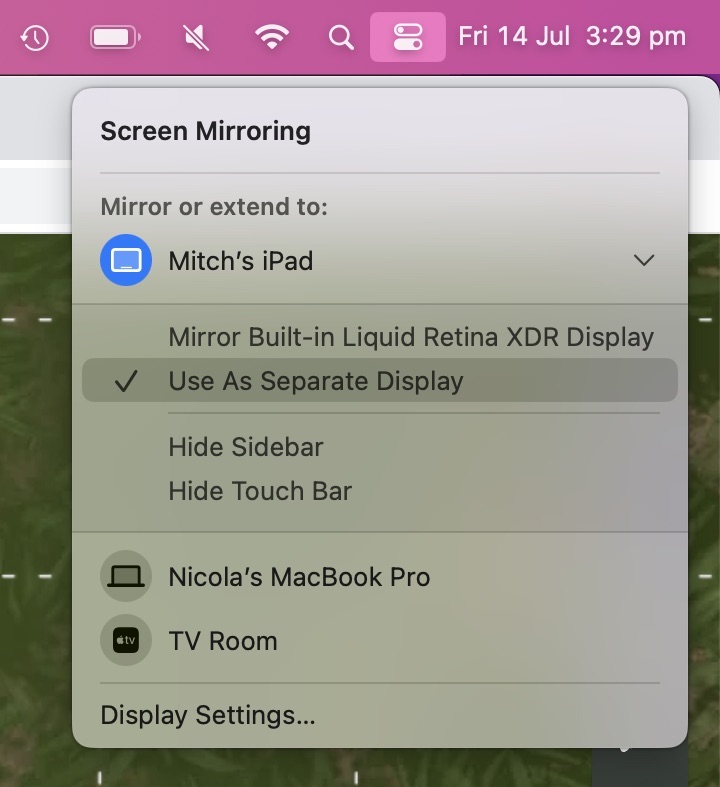 Fri 14 Jul 3:29 pm
Screen Mirroring
Mirror or extend to:
Mitch’s iPad
Mirror Built-in Liquid Retina XDR Display
Use As Separate Display
Hide Sidebar
Hide Touch Bar
Nicola’s MacBook Pro
tv
TV Room
Display Settings...